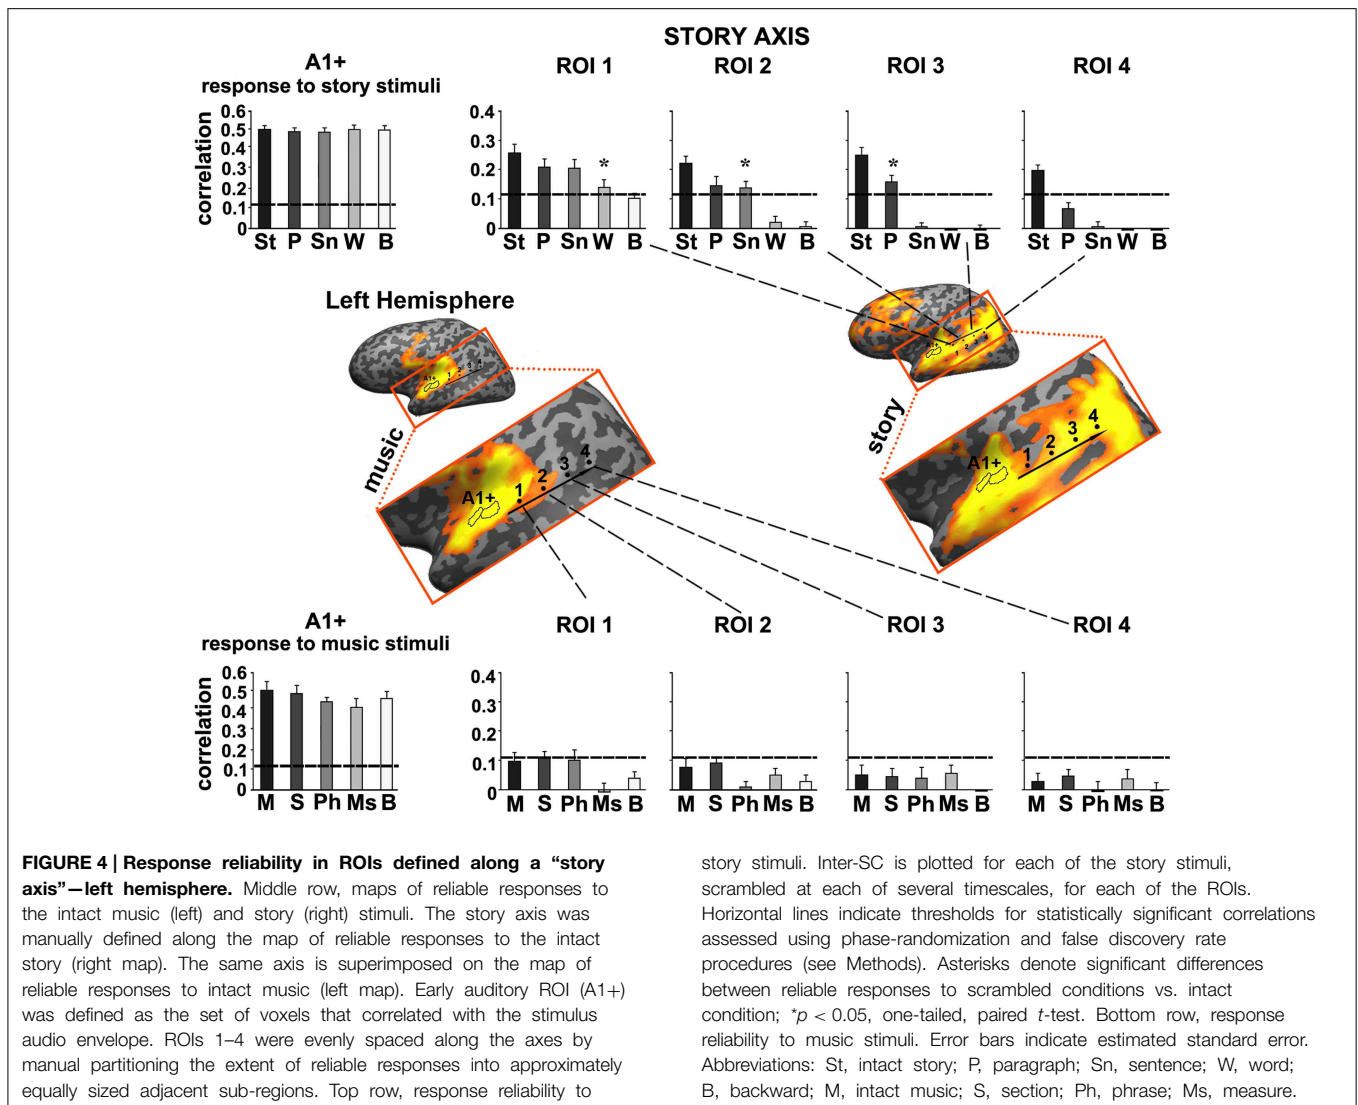 STORY AXIS
A1+
response to story stimuli
ROI 1
ROI 2
ROI 3
ROI 4
correlation
0.6
0.5
0.4
0.3
0.2
0.1
0
St P Sn W B
0.4
0.3
0.2
0.1
0
*
St P Sn W B
*
St P Sn W B
*
St P Sn W B
St P Sn W B
Left Hemisphere
A1+
1
2
3
4
music
A1+
1
2
3
4
A1+
1
2
3
4
story
A1+
1
2
3
4
A1+
response to music stimuli
ROI 1
ROI 2
ROI 3
ROI 4
correlation
0.6
0.5
0.4
0.3
0.2
0.1
0
M S Ph Ms B
0.4
0.3
0.2
0.1
0
M S Ph Ms B
M S Ph Ms B
M S Ph Ms B
M S Ph Ms B
FIGURE 4 | Response reliability in ROIs defined along a “story
axis”—left hemisphere. Middle row, maps of reliable responses to
the intact music (left) and story (right) stimuli. The story axis was
manually defined along the map of reliable responses to the intact
story (right map). The same axis is superimposed on the map of
reliable responses to intact music (left map). Early auditory ROI (A1+)
was defined as the set of voxels that correlated with the stimulus
audio envelope. ROIs 1–4 were evenly spaced along the axes by
manual partitioning the extent of reliable responses into approximately
equally sized adjacent sub-regions. Top row, response reliability to
story stimuli. Inter-SC is plotted for each of the story stimuli,
scrambled at each of several timescales, for each of the ROIs.
Horizontal lines indicate thresholds for statistically significant correlations
assessed using phase-randomization and false discovery rate
procedures (see Methods). Asterisks denote significant differences
between reliable responses to scrambled conditions vs. intact
condition; *p < 0.05, one-tailed, paired t-test. Bottom row, response
reliability to music stimuli. Error bars indicate estimated standard error.
Abbreviations: St, intact story; P, paragraph; Sn, sentence; W, word;
B, backward; M, intact music; S, section; Ph, phrase; Ms, measure.